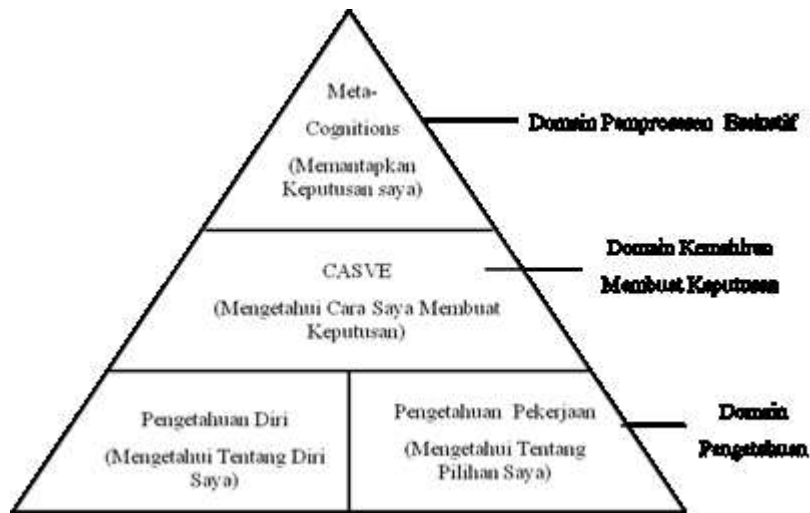 Meta-
Cognitions
(Memantapkan
Keputusan saya)
Domain Pemprosesan Eksekutif
CASVE
(Mengetahui Cara Saya Membuat
Keputusan)
Domain Kemahiran
Membuat Keputusan
Pengetahuan Diri
(Mengetahui Tentang Diri
Saya)
Pengetahuan Pekerjaan
(Mengetahui Tentang
Pilihan Saya)
Domain
Pengetahuan